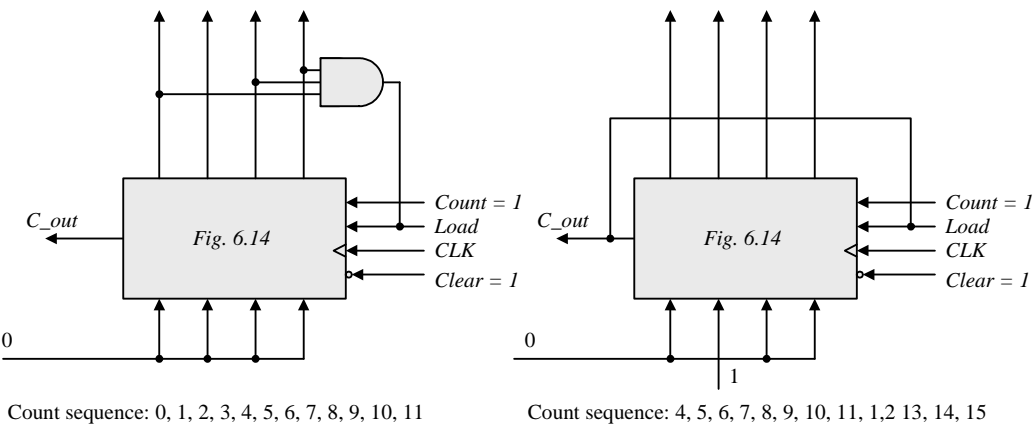 C_out
Fig. 6.14
Count = 1
Load
CLK
Clear = 1
0
Count sequence: 0, 1, 2, 3, 4, 5, 6, 7, 8, 9, 10, 11
C_out
Fig. 6.14
Count = 1
Load
CLK
Clear = 1
0
1
Count sequence: 4, 5, 6, 7, 8, 9, 10, 11, 1,2 13, 14, 15